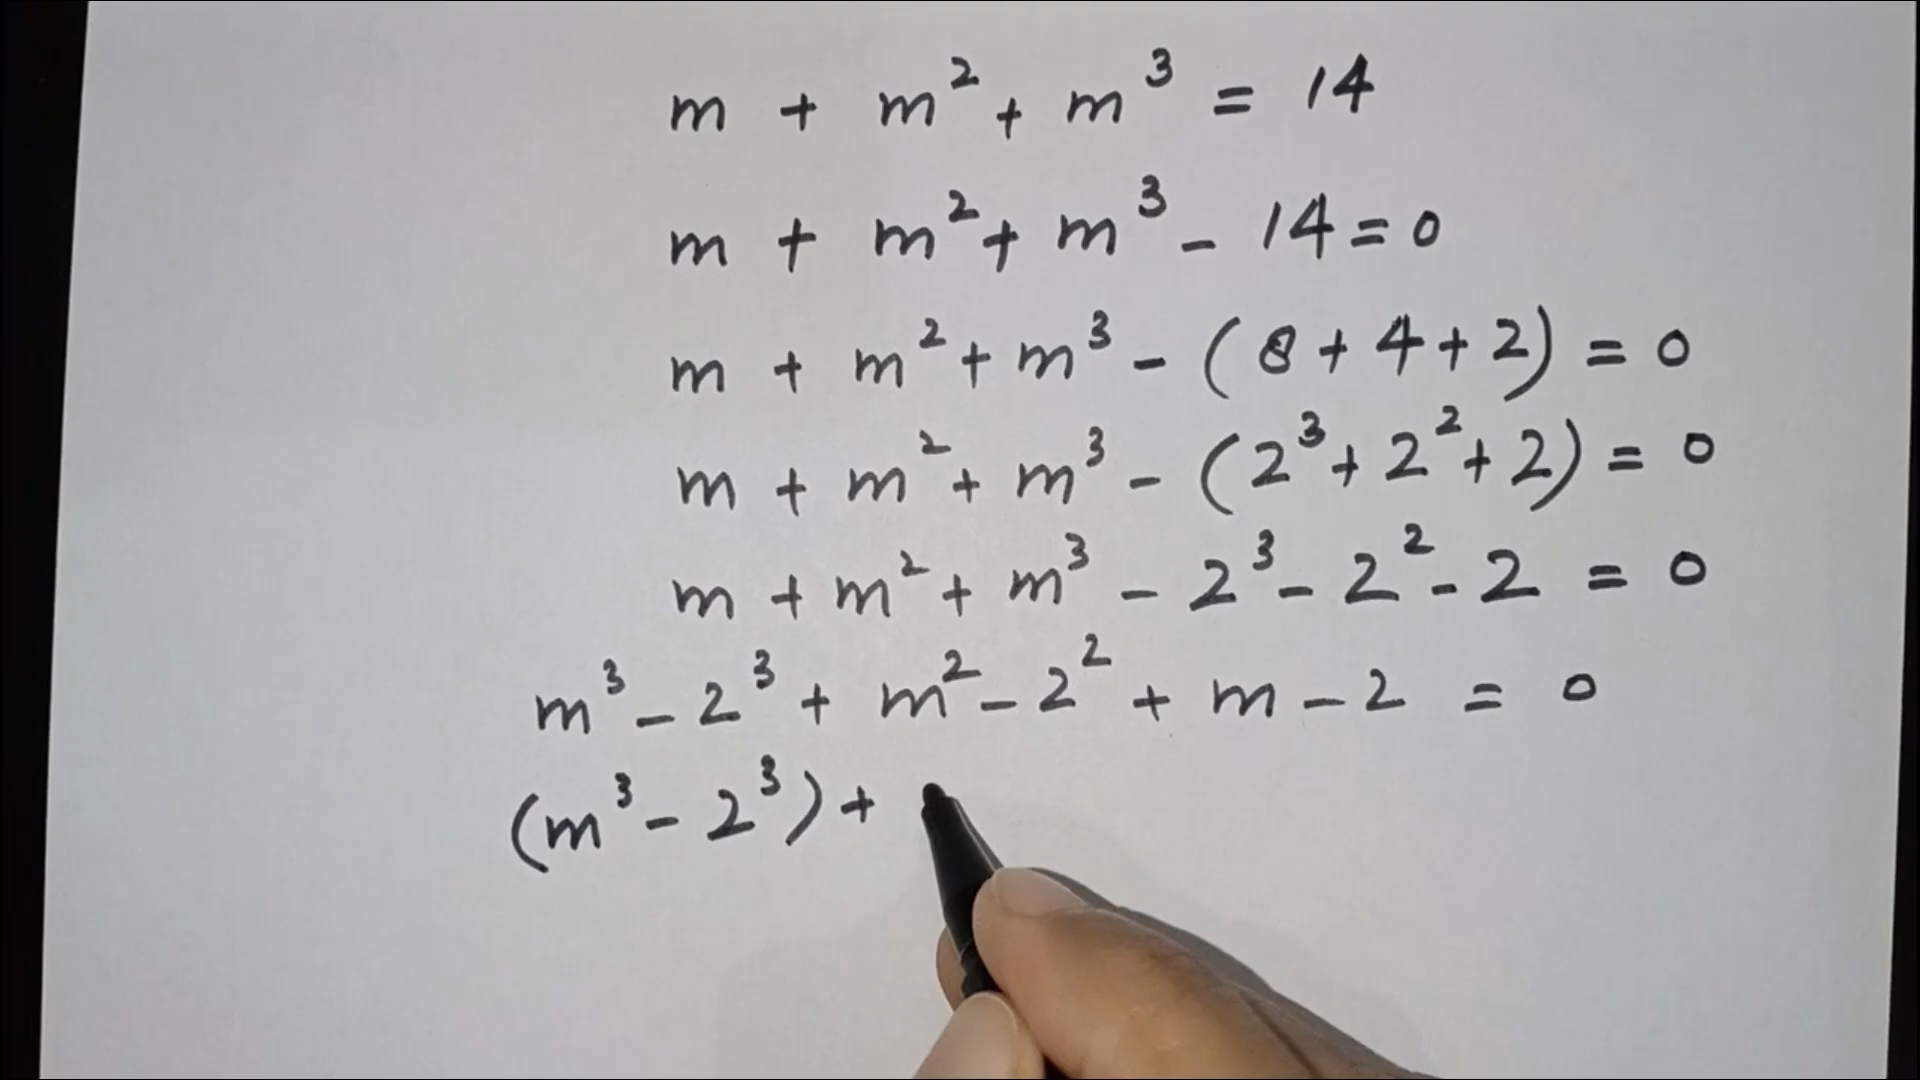 m + m² + m³ = 14
m + m² + m³ - 14 = 0
m + m² + m³ - (8 + 4 + 2) = 0
m + m² + m³ - (2³ + 2² + 2) = 0
m + m² + m³ - 2³ - 2² - 2 = 0
m³ - 2³ + m² - 2² + m - 2 = 0
(m³ - 2³) +